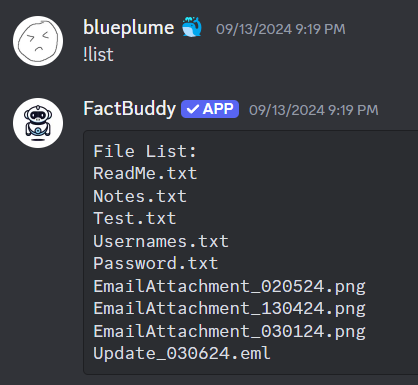 blueplume 🐳 09/13/2024 9:19 PM
!list
FactBuddy ✓ APP 09/13/2024 9:19 PM
File List:
ReadMe.txt
Notes.txt
Test.txt
Usernames.txt
Password.txt
EmailAttachment_020524.png
EmailAttachment_130424.png
EmailAttachment_030124.png
Update_030624.eml